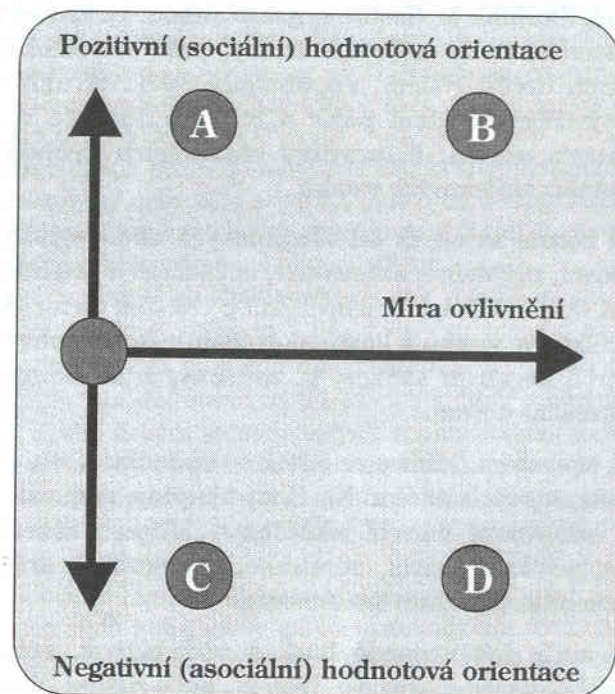 Pozitivní (sociální) hodnotová orientace
A
B
Míra ovlivnění
C
D
Negativní (asociální) hodnotová orientace